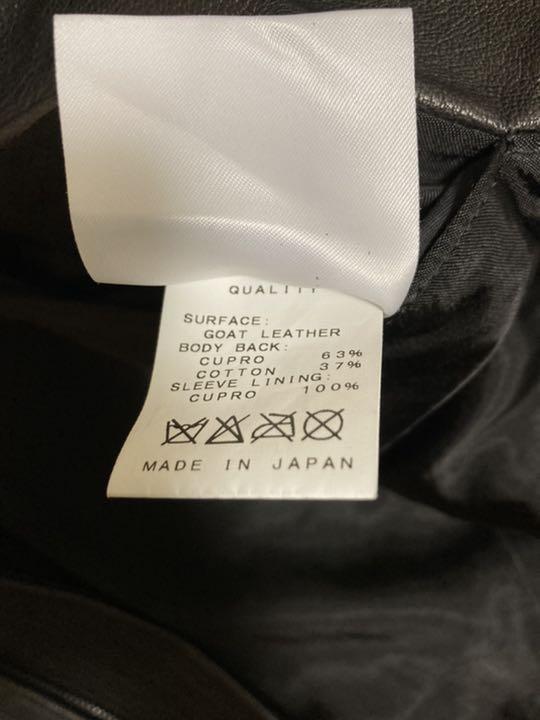 QUALITY
SURFACE:
GOAT LEATHER
BODY BACK:
CUPRO 63%
COTTON 37%
SLEEVE LINING:
CUPRO 100%
MADE IN JAPAN